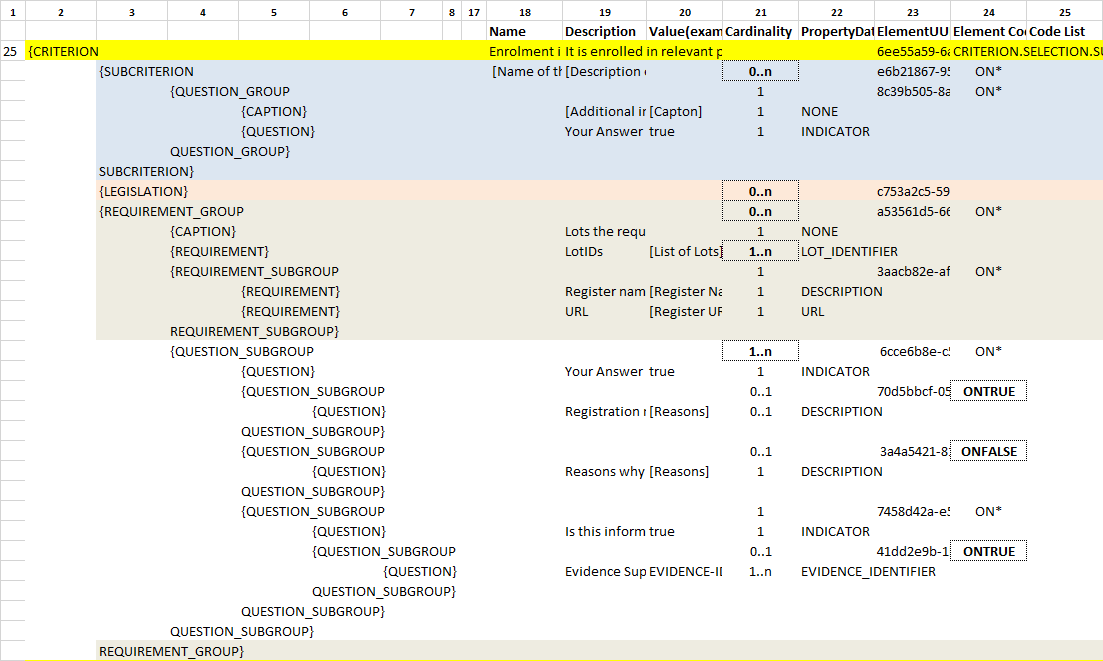 1 2 3 4 5 6 7 8 17 18 19 20 21 22 23 24 25
Name Description Value(exam Cardinality PropertyDat ElementUU Element Co Code List
25 {CRITERION Enrolment i It is enrolled in relevant p 6ee55a59-6a CRITERION.SELECTION.SU
{SUBCRITERION [Name of th [Description o 0..n e6b21867-95 ON*
{QUESTION_GROUP 1 8c39b505-8a ON*
{CAPTION} [Additional in [Capton] 1 NONE
{QUESTION} Your Answer true 1 INDICATOR
QUESTION_GROUP}
SUBCRITERION}
{LEGISLATION} 0..n c753a2c5-59
{REQUIREMENT_GROUP 0..n a53561d5-66 ON*
{CAPTION} Lots the requ 1 NONE
{REQUIREMENT} LotIDs [List of Lots] 1..n LOT_IDENTIFIER
{REQUIREMENT_SUBGROUP 1 3aacb82e-af ON*
{REQUIREMENT} Register nam [Register Na 1 DESCRIPTION
{REQUIREMENT} URL [Register UR 1 URL
REQUIREMENT_SUBGROUP}
{QUESTION_SUBGROUP 1..n 6cce6b8e-c5 ON*
{QUESTION} Your Answer true 1 INDICATOR
{QUESTION_SUBGROUP 0..1 70d5bbcf-05 ONTRUE
{QUESTION} Registration r [Reasons] 0..1 DESCRIPTION
QUESTION_SUBGROUP}
{QUESTION_SUBGROUP 0..1 3a4a5421-8 ONFALSE
{QUESTION} Reasons why [Reasons] 1 DESCRIPTION
QUESTION_SUBGROUP}
{QUESTION_SUBGROUP 1 7458d42a-e5 ON*
{QUESTION} Is this inform true 1 INDICATOR
{QUESTION_SUBGROUP 0..1 41dd2e9b-1 ONTRUE
{QUESTION} Evidence Sup EVIDENCE-ID 1..n EVIDENCE_IDENTIFIER
QUESTION_SUBGROUP}
QUESTION_SUBGROUP}
QUESTION_SUBGROUP}
REQUIREMENT_GROUP}